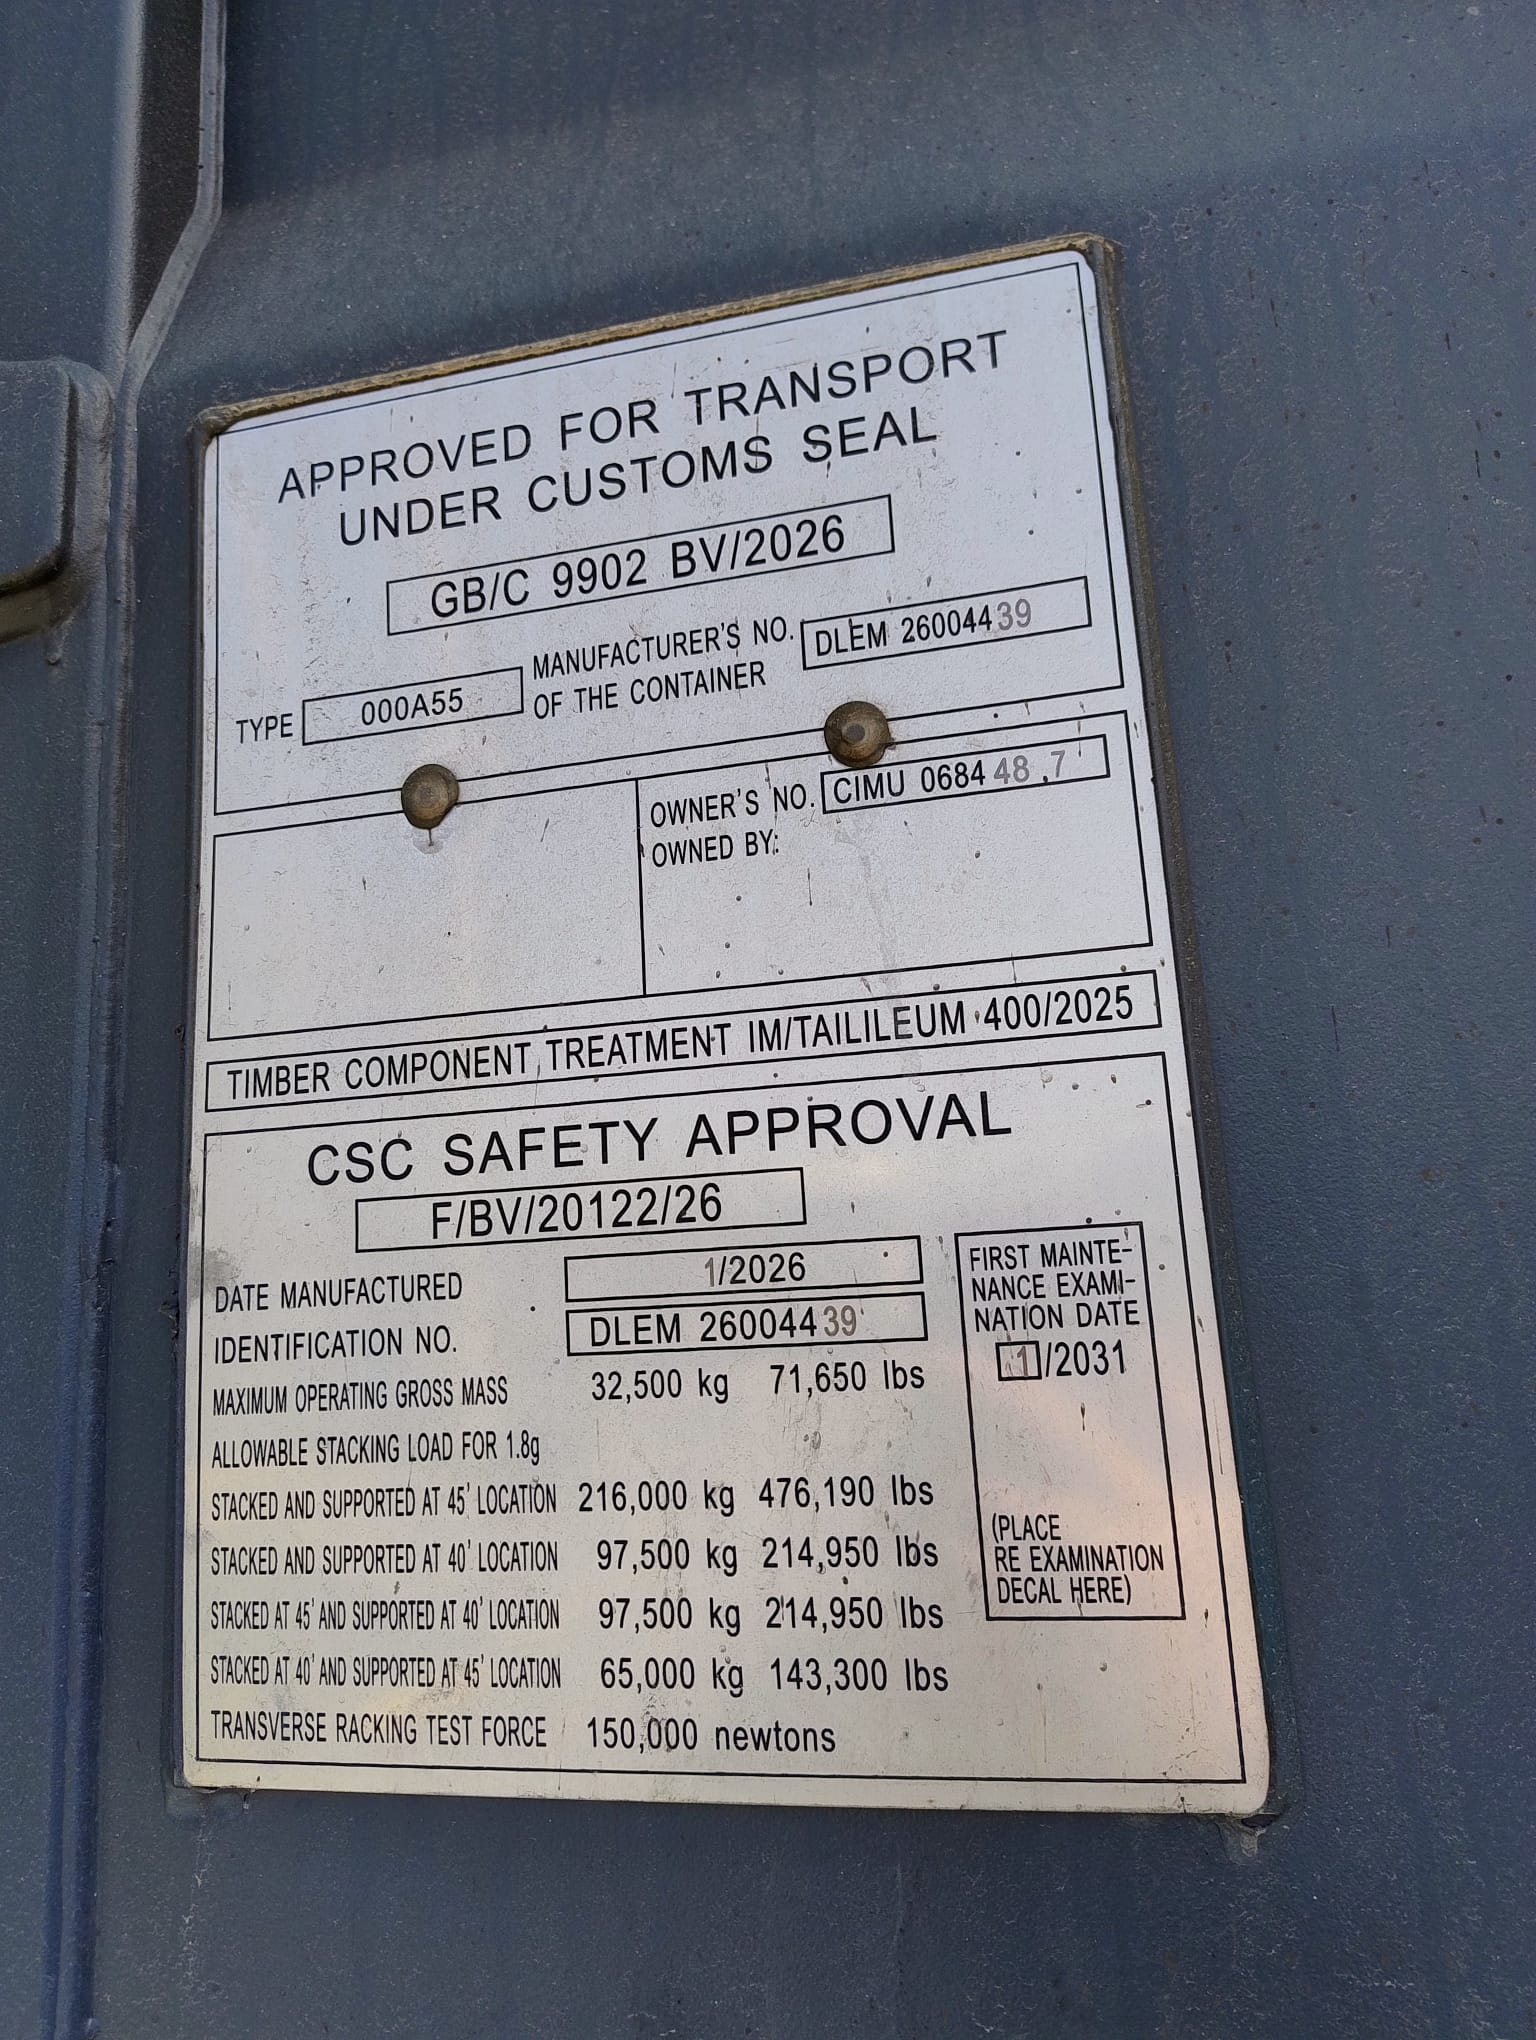 APPROVED FOR TRANSPORT
UNDER CUSTOMS SEAL
GB/C 9902 BV/2026
TYPE 000A55 MANUFACTURER'S NO. OF THE CONTAINER DLEM 26004439
OWNER'S NO. CIMU 068448.7
OWNED BY:
TIMBER COMPONENT TREATMENT IM/TAILILEUM 400/2025
CSC SAFETY APPROVAL
F/BV/20122/26
DATE MANUFACTURED 1/2026
IDENTIFICATION NO. DLEM 2600439
MAXIMUM OPERATING GROSS MASS 32,500 kg 71,650 lbs
ALLOWABLE STACKING LOAD FOR 1.8g
STACKED AND SUPPORTED AT 45' LOCATION 216,000 kg 476,190 lbs
STACKED AND SUPPORTED AT 40' LOCATION 97,500 kg 214,950 lbs
STACKED AT 45' AND SUPPORTED AT 40' LOCATION 97,500 kg 214,950 lbs
STACKED AT 40' AND SUPPORTED AT 45' LOCATION 65,000 kg 143,300 lbs
TRANSVERSE RACKING TEST FORCE 150,000 newtons
FIRST MAINTE-
NANCE EXAMI-
NATION DATE
1/2031
(PLACE
RE EXAMINATION
DECAL HERE)